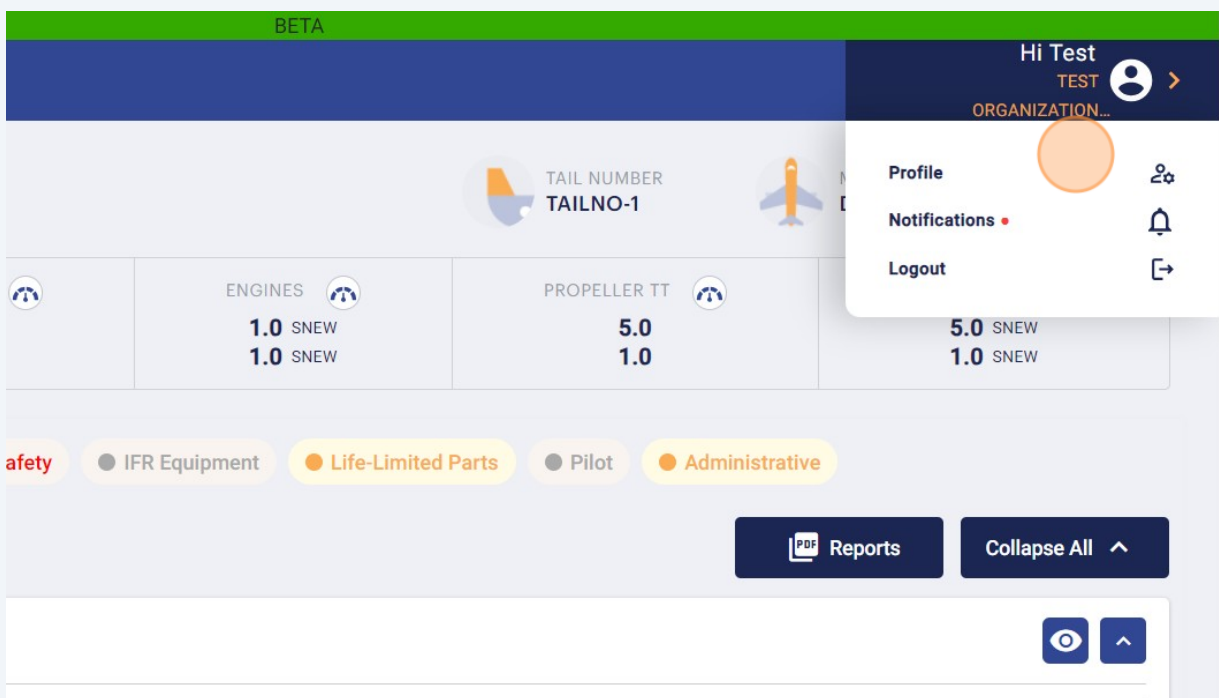 BETA
Hi Test
TEST
ORGANIZATION...
Profile
Notifications
Logout
TAIL NUMBER
TAILNO-1
ENGINES
1.0 SNEW
1.0 SNEW
PROPELLER TT
5.0
1.0
5.0 SNEW
1.0 SNEW
afety
IFR Equipment
Life-Limited Parts
Pilot
Administrative
PDF Reports
Collapse All